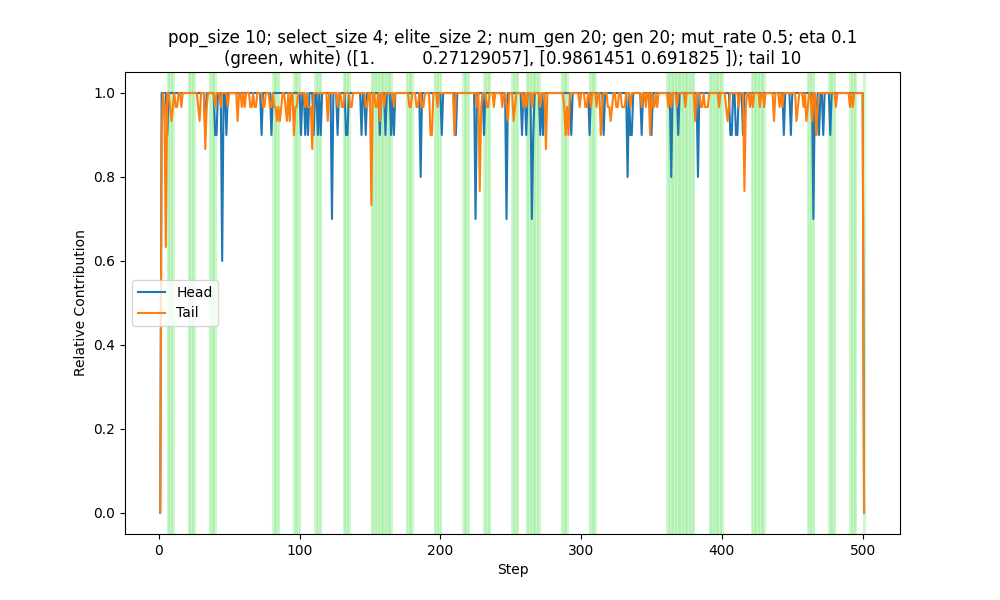 pop_size 10; select_size 4; elite_size 2; num_gen 20; gen 20; mut_rate 0.5; eta 0.1
(green, white) ([1. 0.27129057], [0.9861451 0.691825 ]); tail 10
1.0
0.8
0.6
0.4
0.2
0.0
Relative Contribution
Head
Tail
0
100
200
300
400
500
Step